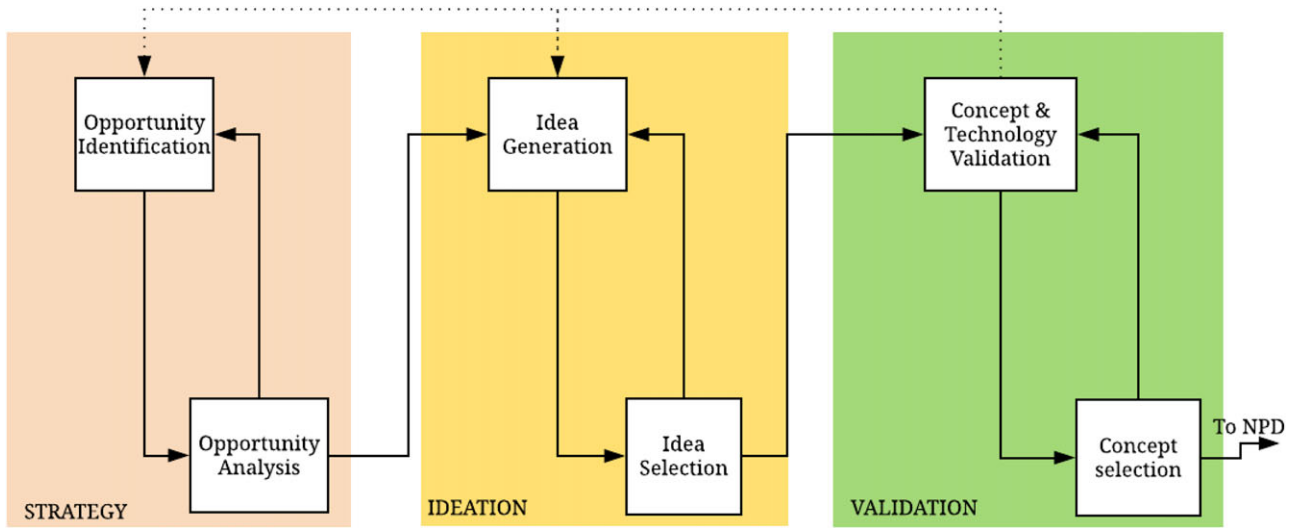 Opportunity
Identification
Opportunity
Analysis
STRATEGY
Idea
Generation
Idea
Selection
IDEATION
Concept &
Technology
Validation
Concept
selection
To NPD
VALIDATION